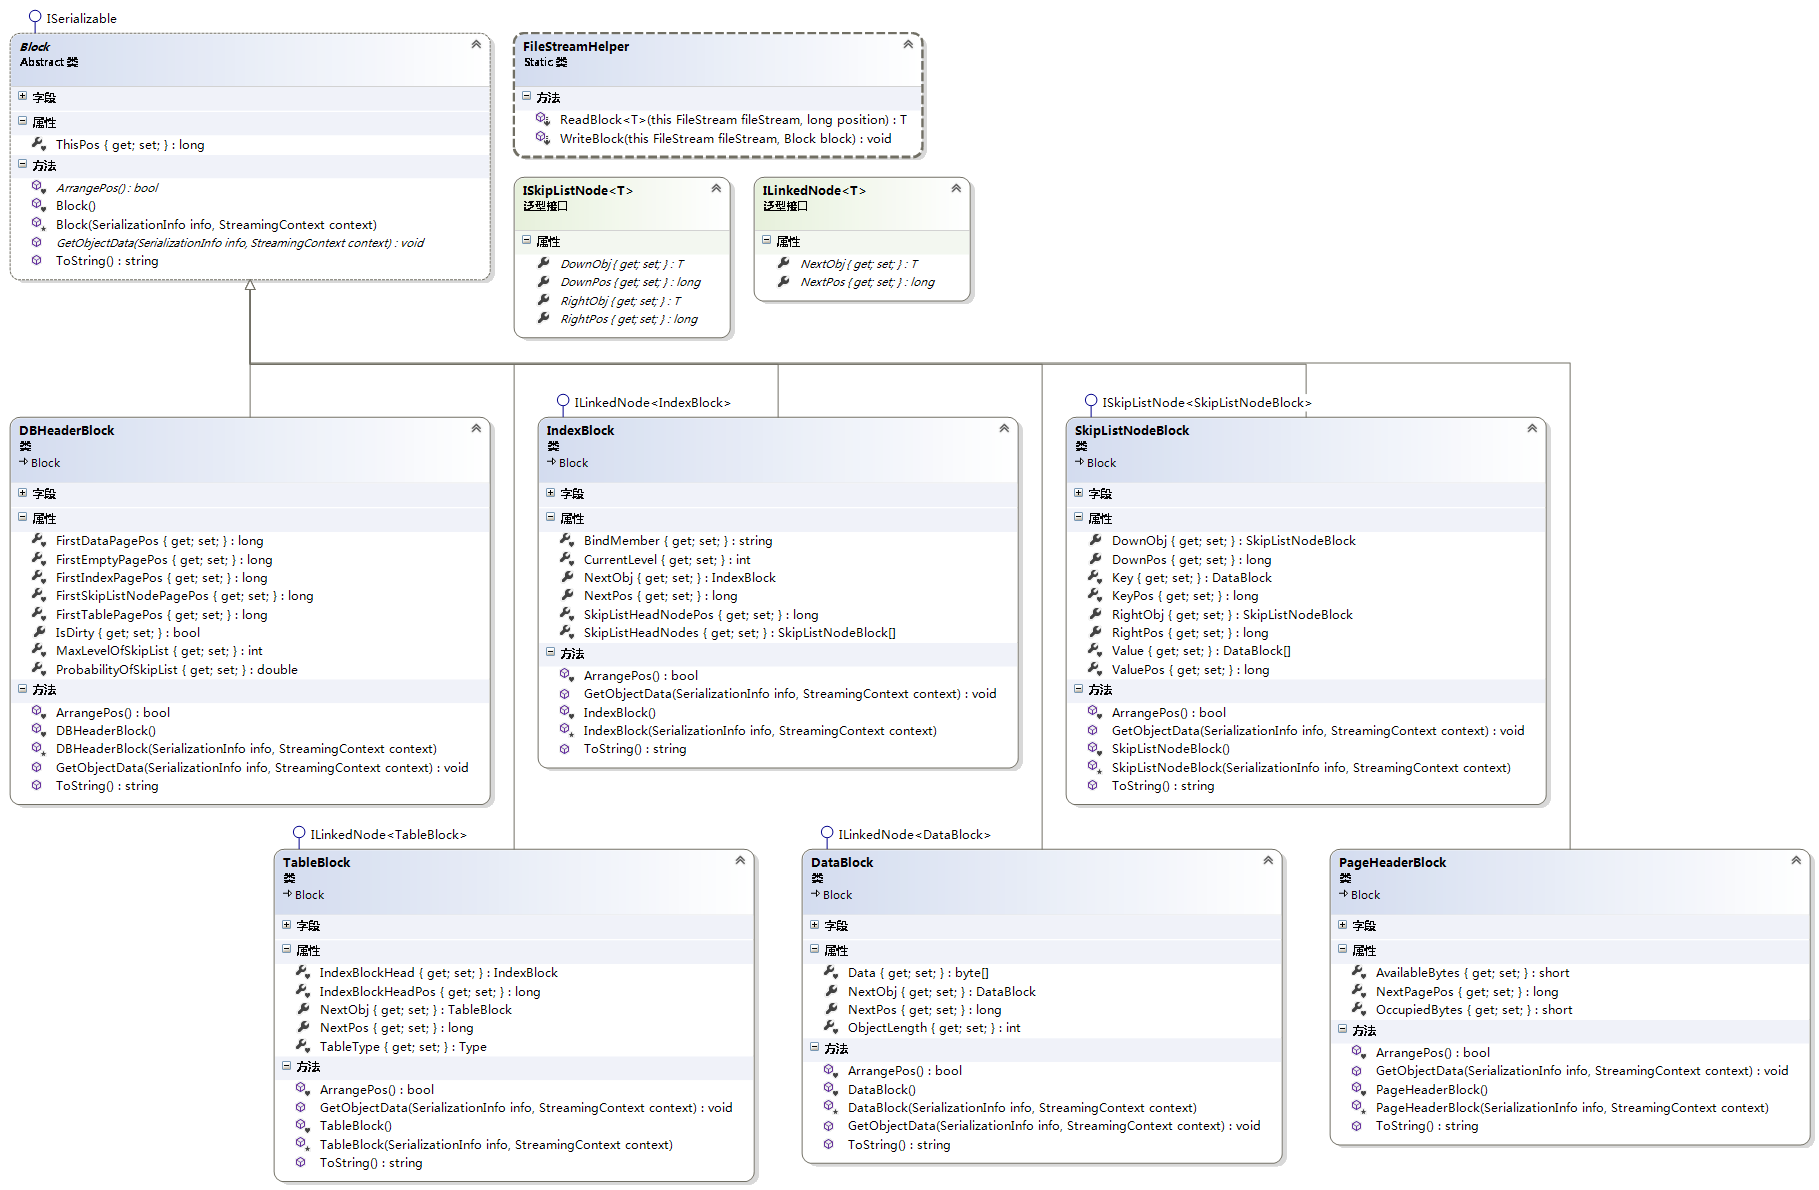 ISerializable
Block
Abstract 类
字段
属性
ThisPos { get; set; } : long
方法
ArrangePos() : bool
Block()
Block(SerializationInfo info, StreamingContext context)
GetObjectData(SerializationInfo info, StreamingContext context) : void
ToString() : string
FileStreamHelper
Static 类
方法
ReadBlock<T>(this FileStream fileStream, long position) : T
WriteBlock(this FileStream fileStream, Block block) : void
ISkipListNode<T>
泛型接口
属性
DownObj { get; set; } : T
DownPos { get; set; } : long
RightObj { get; set; } : T
RightPos { get; set; } : long
ILinkedNode<T>
泛型接口
属性
NextObj { get; set; } : T
NextPos { get; set; } : long
DBHeaderBlock
类
Block
字段
属性
FirstDataPagePos { get; set; } : long
FirstEmptyPagePos { get; set; } : long
FirstIndexPagePos { get; set; } : long
FirstSkipListNodePagePos { get; set; } : long
FirstTablePagePos { get; set; } : long
IsDirty { get; set; } : bool
MaxLevelOfSkipList { get; set; } : int
ProbabilityOfSkipList { get; set; } : double
方法
ArrangePos() : bool
DBHeaderBlock()
DBHeaderBlock(SerializationInfo info, StreamingContext context)
GetObjectData(SerializationInfo info, StreamingContext context) : void
ToString() : string
ILinkedNode<IndexBlock>
IndexBlock
类
Block
字段
属性
BindMember { get; set; } : string
CurrentLevel { get; set; } : int
NextObj { get; set; } : IndexBlock
NextPos { get; set; } : long
SkipListHeadNodePos { get; set; } : long
SkipListHeadNodes { get; set; } : SkipListNodeBlock[]
方法
ArrangePos() : bool
GetObjectData(SerializationInfo info, StreamingContext context) : void
IndexBlock()
IndexBlock(SerializationInfo info, StreamingContext context)
ToString() : string
ISkipListNode<SkipListNodeBlock>
SkipListNodeBlock
类
Block
字段
属性
DownObj { get; set; } : SkipListNodeBlock
DownPos { get; set; } : long
Key { get; set; } : DataBlock
KeyPos { get; set; } : long
RightObj { get; set; } : SkipListNodeBlock
RightPos { get; set; } : long
Value { get; set; } : DataBlock[]
ValuePos { get; set; } : long
方法
ArrangePos() : bool
GetObjectData(SerializationInfo info, StreamingContext context) : void
SkipListNodeBlock()
SkipListNodeBlock(SerializationInfo info, StreamingContext context)
ToString() : string
ILinkedNode<TableBlock>
TableBlock
类
Block
字段
属性
IndexBlockHead { get; set; } : IndexBlock
IndexBlockHeadPos { get; set; } : long
NextObj { get; set; } : TableBlock
NextPos { get; set; } : long
TableType { get; set; } : Type
方法
ArrangePos() : bool
GetObjectData(SerializationInfo info, StreamingContext context) : void
TableBlock()
TableBlock(SerializationInfo info, StreamingContext context)
ToString() : string
ILinkedNode<DataBlock>
DataBlock
类
Block
字段
属性
Data { get; set; } : byte[]
NextObj { get; set; } : DataBlock
NextPos { get; set; } : long
ObjectLength { get; set; } : int
方法
ArrangePos() : bool
DataBlock()
DataBlock(SerializationInfo info, StreamingContext context)
GetObjectData(SerializationInfo info, StreamingContext context) : void
ToString() : string
PageHeaderBlock
类
Block
字段
属性
AvailableBytes { get; set; } : short
NextPagePos { get; set; } : long
OccupiedBytes { get; set; } : short
方法
ArrangePos() : bool
GetObjectData(SerializationInfo info, StreamingContext context) : void
PageHeaderBlock()
PageHeaderBlock(SerializationInfo info, StreamingContext context)
ToString() : string